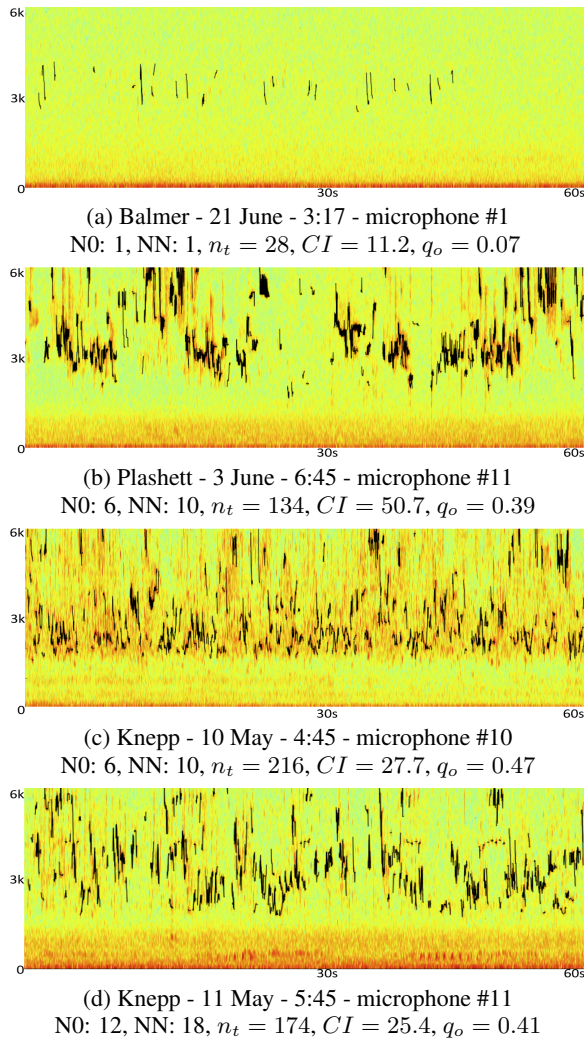 6k
3k
0
30s
60s
(a) Balmer - 21 June - 3:17 - microphone #1
N0: 1, NN: 1, n_t = 28, CI = 11.2, q_o = 0.07
6k
3k
0
30s
60s
(b) Plashett - 3 June - 6:45 - microphone #11
N0: 6, NN: 10, n_t = 134, CI = 50.7, q_o = 0.39
6k
3k
0
30s
60s
(c) Knepp - 10 May - 4:45 - microphone #10
N0: 6, NN: 10, n_t = 216, CI = 27.7, q_o = 0.47
6k
3k
0
30s
60s
(d) Knepp - 11 May - 5:45 - microphone #11
N0: 12, NN: 18, n_t = 174, CI = 25.4, q_o = 0.41